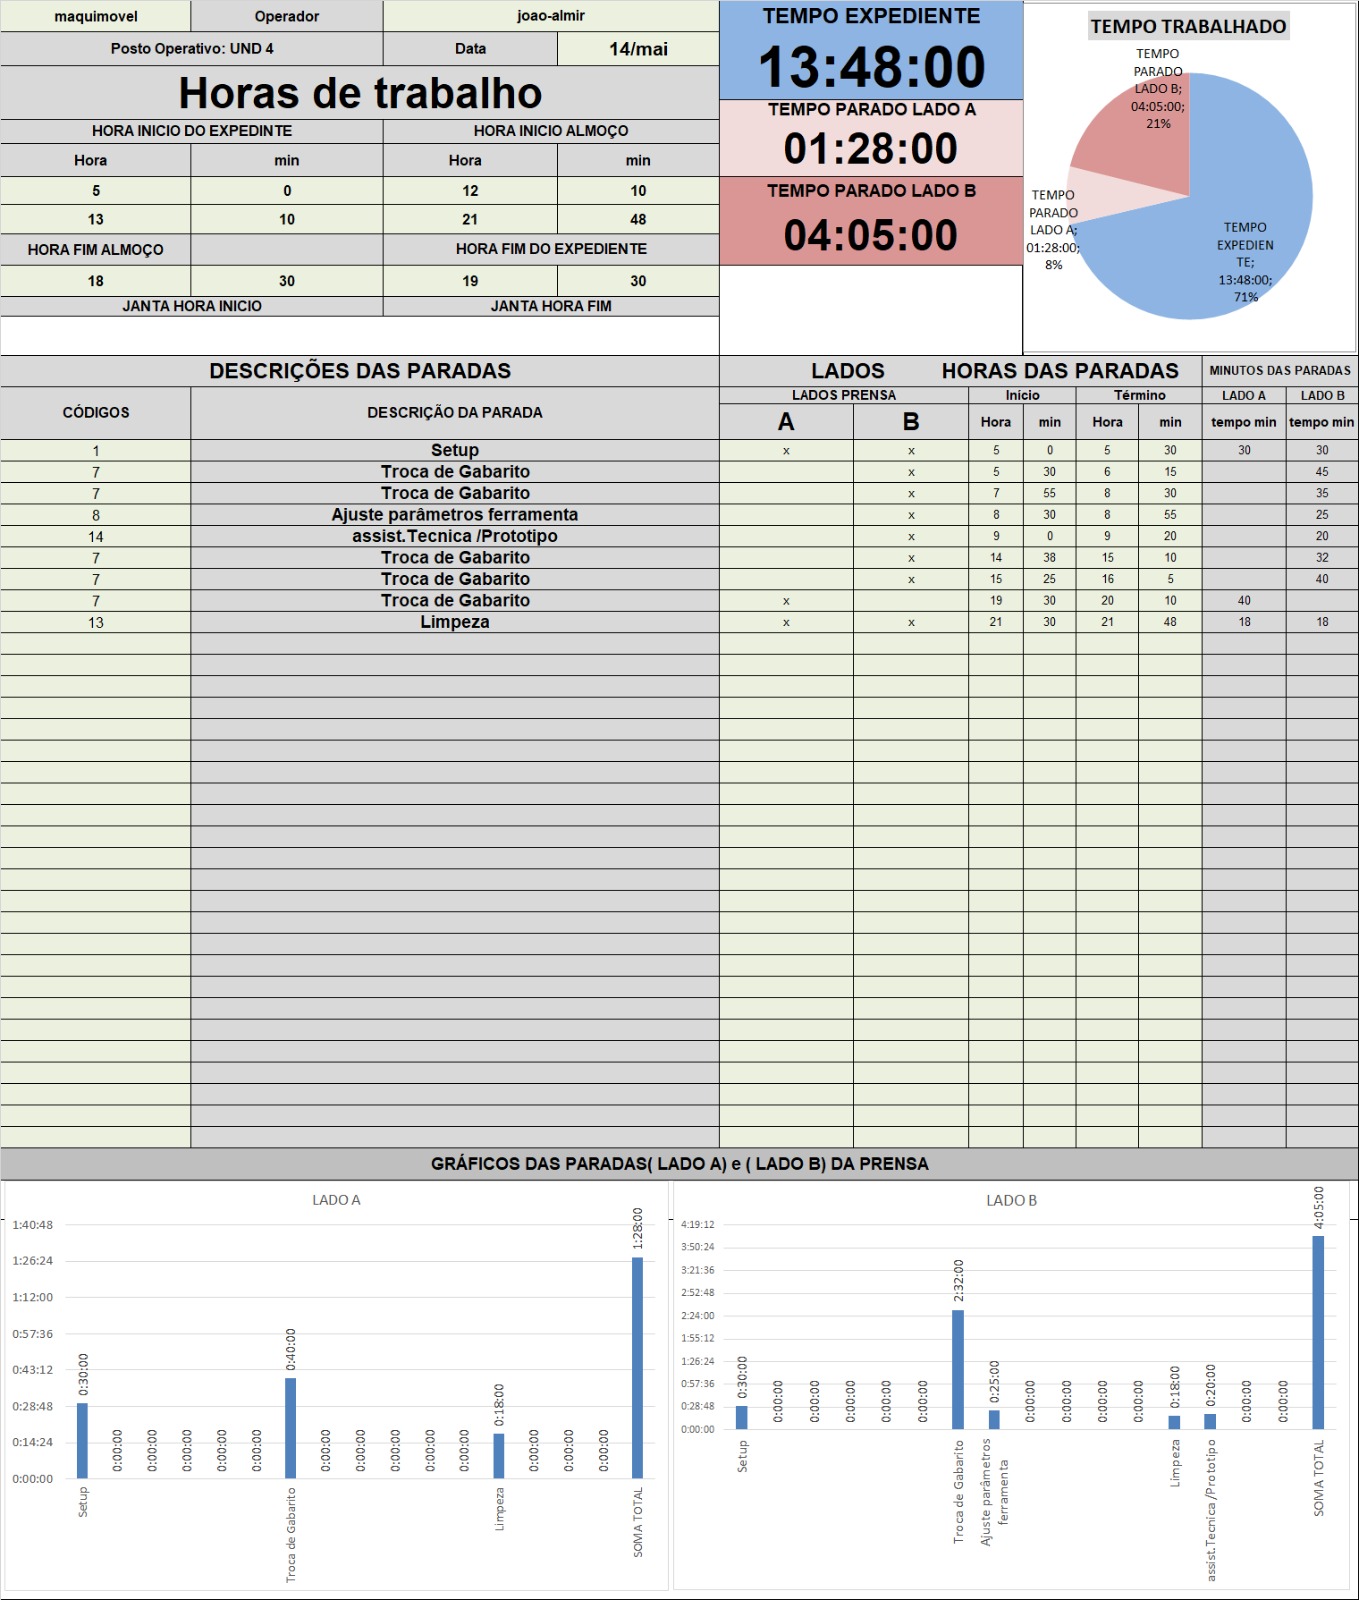 maquimovel Operador joao-almir
Posto Operativo: UND 4 Data 14/mai
Horas de trabalho
HORA INICIO DO EXPEDINTE HORA INICIO ALMOÇO
Hora min Hora min
5 0 12 10
13 10 21 48
HORA FIM ALMOÇO HORA FIM DO EXPEDIENTE
18 30 19 30
JANTA HORA INICIO JANTA HORA FIM
TEMPO EXPEDIENTE
13:48:00
TEMPO PARADO LADO A
01:28:00
TEMPO PARADO LADO B
04:05:00
TEMPO TRABALHADO
TEMPO
PARADO
LADO B;
04:05:00;
21%
TEMPO
PARADO
LADO A;
01:28:00;
8%
TEMPO
EXPEDIEN
TE;
13:48:00;
71%
DESCRIÇÕES DAS PARADAS LADOS HORAS DAS PARADAS MINUTOS DAS PARADAS
CÓDIGOS DESCRIÇÃO DA PARADA LADOS PRENSA Início Término LADO A LADO B
A B Hora min Hora min tempo min tempo min
1 Setup x x 5 0 5 30 30 30
7 Troca de Gabarito x 5 30 6 15 45
7 Troca de Gabarito x 7 55 8 30 35
8 Ajuste parâmetros ferramenta x 8 30 8 55 25
14 assist.Tecnica /Prototipo x 9 0 9 20 20
7 Troca de Gabarito x 14 38 15 10 32
7 Troca de Gabarito x 15 25 16 5 40
7 Troca de Gabarito x 19 30 20 10 40
13 Limpeza x x 21 30 21 48 18 18
GRÁFICOS DAS PARADAS( LADO A) e ( LADO B) DA PRENSA
LADO A
1:40:48
1:26:24
1:12:00
0:57:36
0:43:12
0:28:48
0:14:24
0:00:00
0:30:00 0:00:00 0:00:00 0:00:00 0:00:00 0:00:00 0:40:00 0:00:00 0:00:00 0:00:00 0:00:00 0:00:00 0:18:00 0:00:00 0:00:00 0:00:00 1:28:00
Setup Troca de Gabarito Limpeza SOMA TOTAL
LADO B
4:19:12
3:50:24
3:21:36
2:52:48
2:24:00
1:55:12
1:26:24
0:57:36
0:28:48
0:00:00
0:30:00 0:00:00 0:00:00 0:00:00 0:00:00 0:00:00 2:32:00 0:25:00 0:00:00 0:00:00 0:00:00 0:00:00 0:18:00 0:20:00 0:00:00 0:00:00 4:05:00
Setup Troca de Gabarito Ajuste parâmetros
ferramenta Limpeza assist.Tecnica /Prototipo SOMA TOTAL